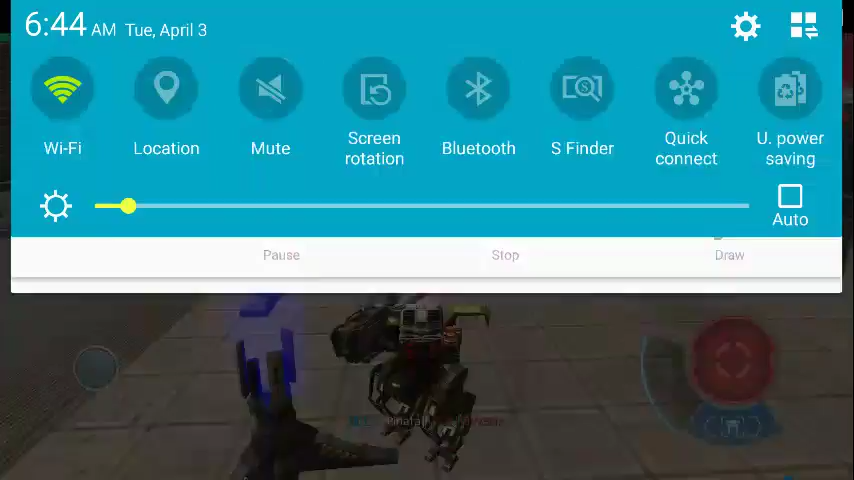 6:44 AM Tue, April 3
Wi-Fi
Location
Mute
Screen
rotation
Bluetooth
S Finder
Quick
connect
U. power
saving
Auto
Pause
Stop
Draw